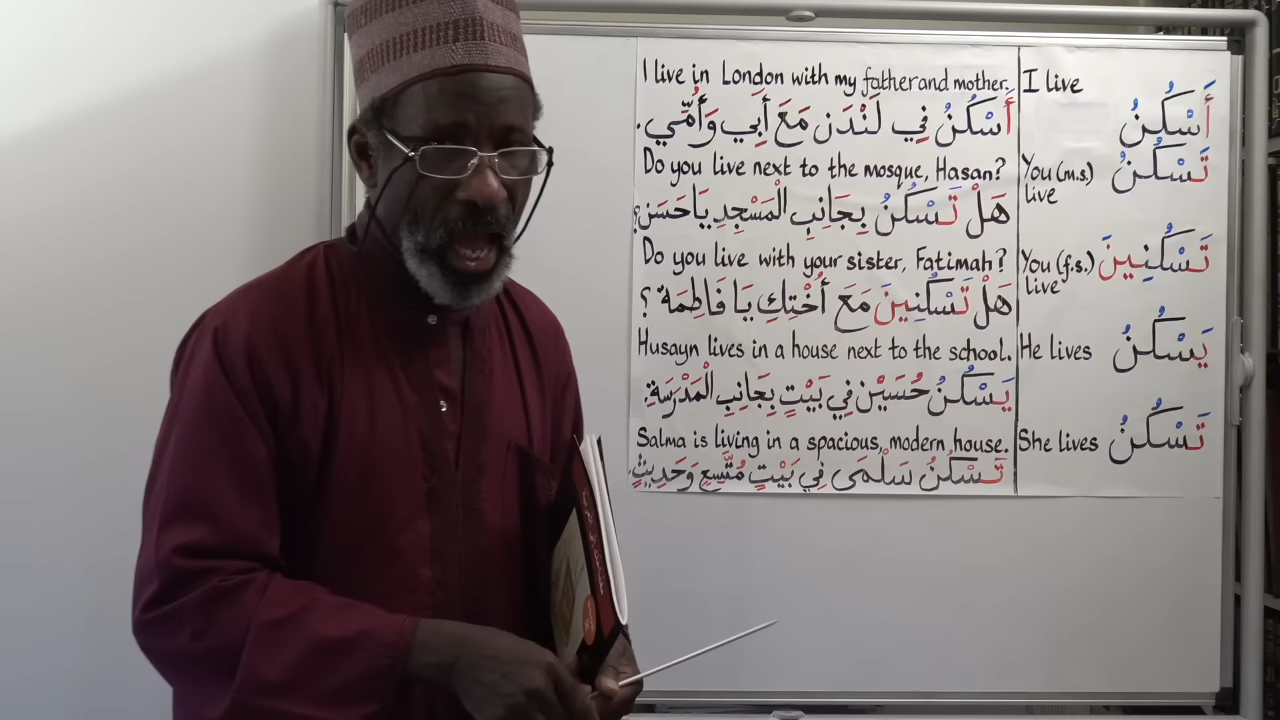 I live in London with my father and mother.
أَسْكُنُ فِي لَنْدَن مَعَ أَبِي وَأُمِّي.
Do you live next to the mosque, Hasan?
هَلْ تَسْكُنُ بِجَانِبِ الْمَسْجِدِ يَا حَسَن؟
Do you live with your sister, Fatimah?
هَلْ تَسْكُنِينَ مَعَ أُخْتِكِ يَا فَاطِمَة؟
Husayn lives in a house next to the school.
يَسْكُنُ حُسَيْن فِي بَيْتٍ بِجَانِبِ الْمَدْرَسَةِ.
Salma is living in a spacious, modern house.
تَسْكُنُ سَلْمَى فِي بَيْتٍ مُتَّسِعٍ وَحَدِيثٍ.
I live
أَسْكُنُ
You (m.s.) live
تَسْكُنُ
You (f.s.) live
تَسْكُنِينَ
He lives
يَسْكُنُ
She lives
تَسْكُنُ